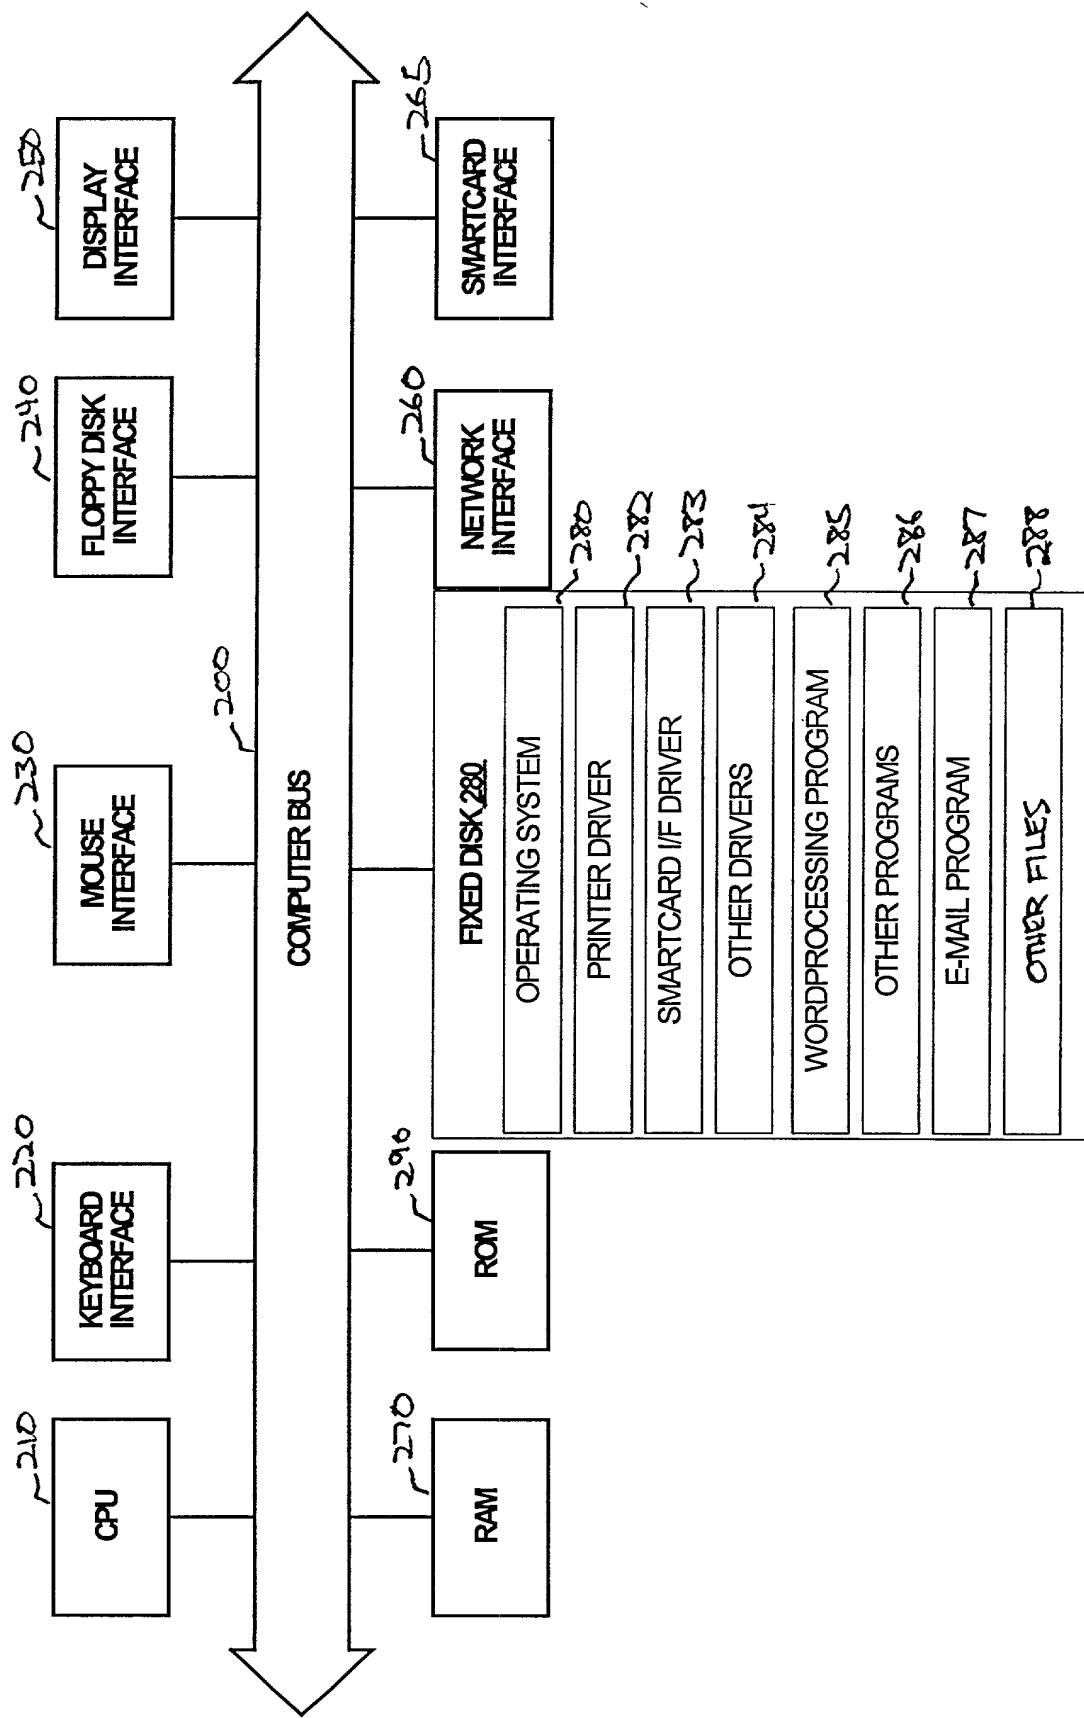 210
CPU
220
KEYBOARD
INTERFACE
230
MOUSE
INTERFACE
240
FLOPPY DISK
INTERFACE
250
DISPLAY
INTERFACE
200
COMPUTER BUS
270
RAM
290
ROM
FIXED DISK 280
OPERATING SYSTEM
280
PRINTER DRIVER
282
SMARTCARD I/F DRIVER
283
OTHER DRIVERS
284
WORDPROCESSING PROGRAM
285
OTHER PROGRAMS
286
E-MAIL PROGRAM
287
OTHER FILES
288
260
NETWORK
INTERFACE
265
SMARTCARD
INTERFACE